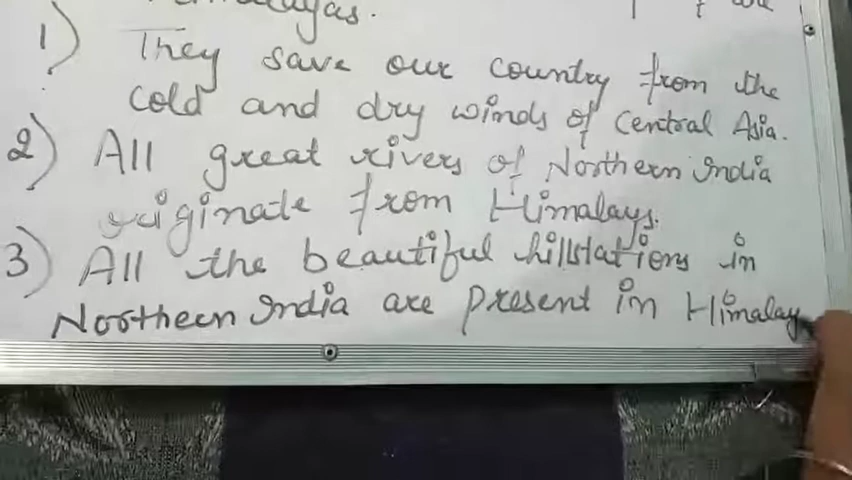 1) They save our country from the
cold and dry winds of Central Asia.
2) All great rivers of Northern India
originate from Himalays.
3) All the beautiful hillstations in
Northern India are present in Himalay